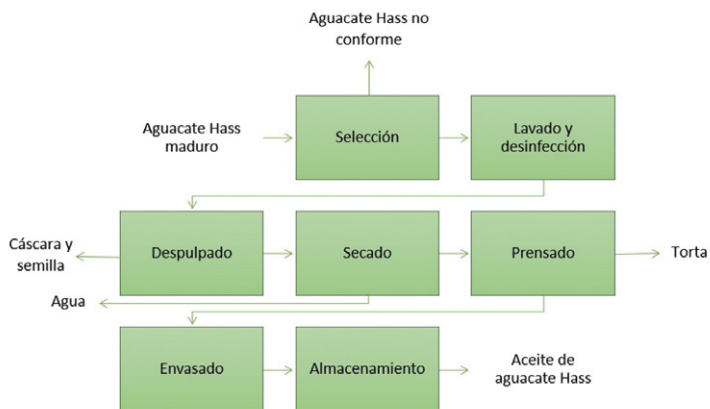 Aguacate Hass no
conforme
Aguacate Hass
maduro
Selección
Lavado y
desinfección
Cáscara y
semilla
Despulpado
Secado
Prensado
Torta
Agua
Envasado
Almacenamiento
Aceite de
aguacate Hass